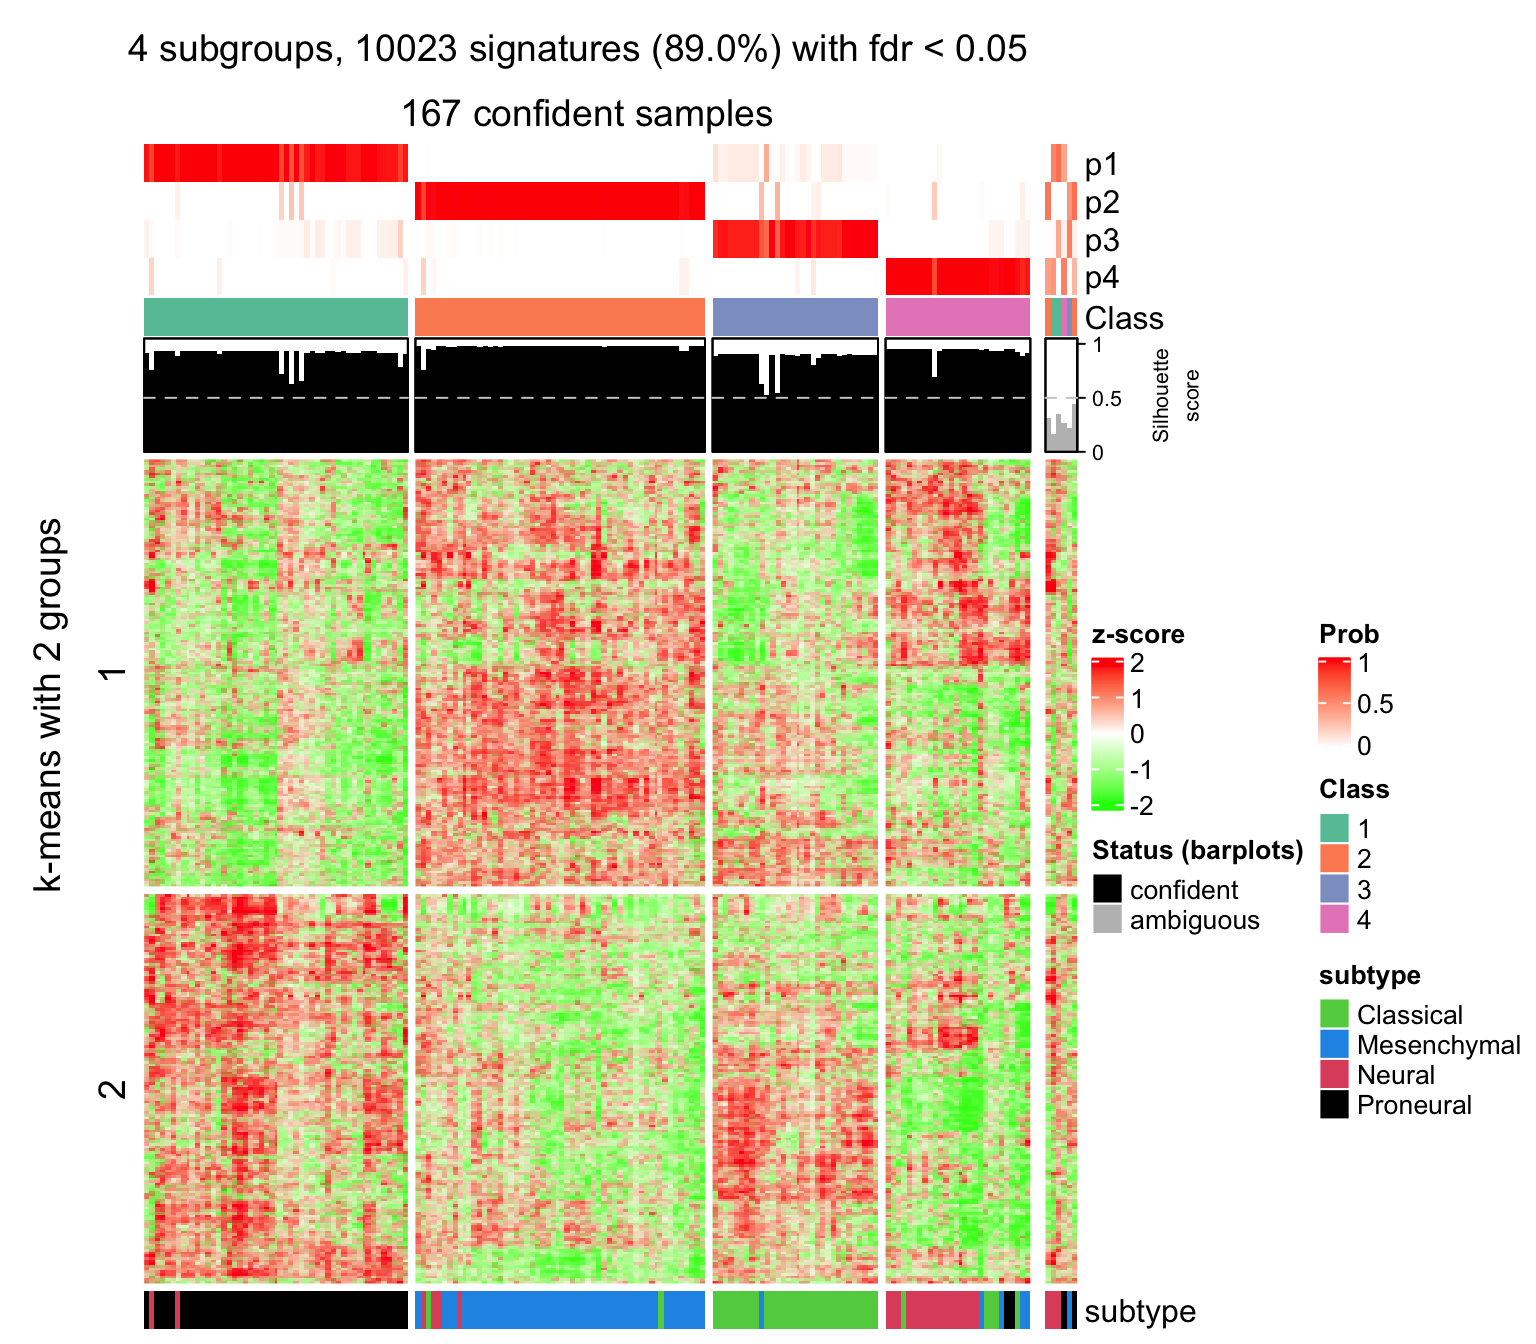 4 subgroups, 10023 signatures (89.0%) with fdr < 0.05
167 confident samples
p1
p2
p3
p4
Class
1
0.5
0
Silhouette
score
k-means with 2 groups
1
2
subtype
z-score
2
1
0
-1
-2
Status (barplots)
confident
ambiguous
Prob
1
0.5
0
Class
1
2
3
4
subtype
Classical
Mesenchymal
Neural
Proneural